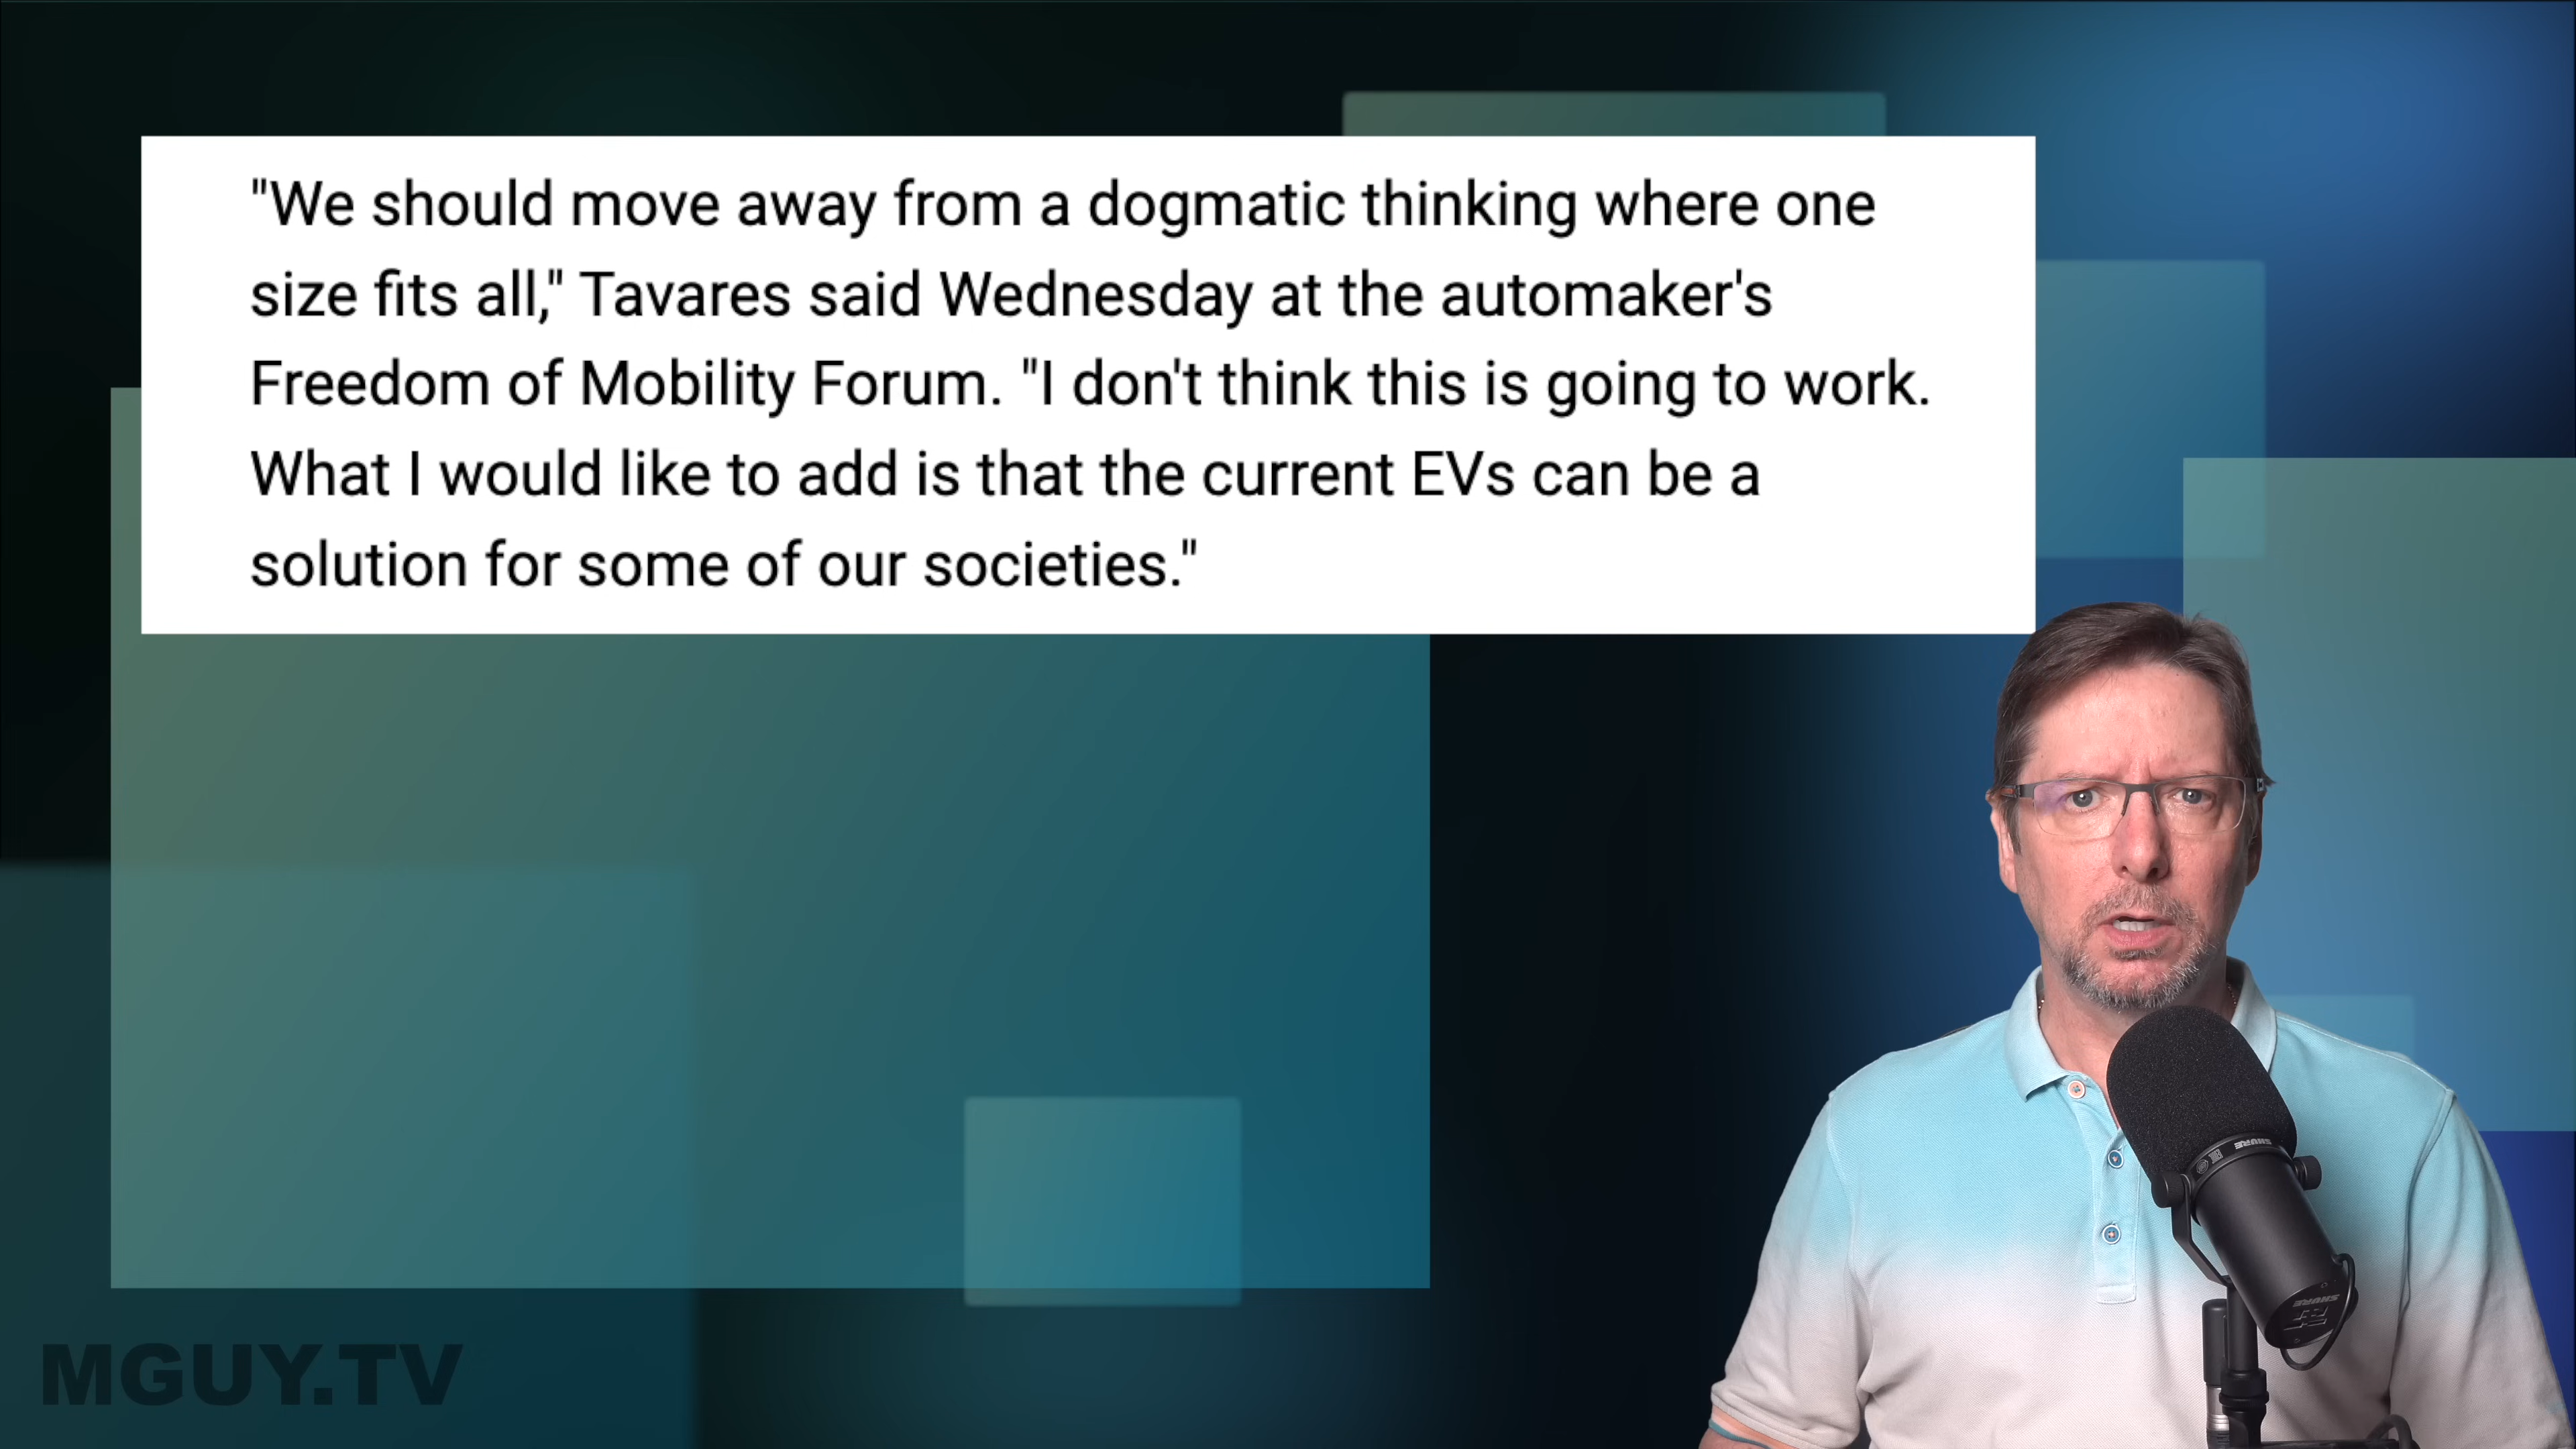 "We should move away from a dogmatic thinking where one
size fits all," Tavares said Wednesday at the automaker's
Freedom of Mobility Forum. "I don't think this is going to work.
What I would like to add is that the current EVs can be a
solution for some of our societies."
SHURE
SHURE
MGUY.TV